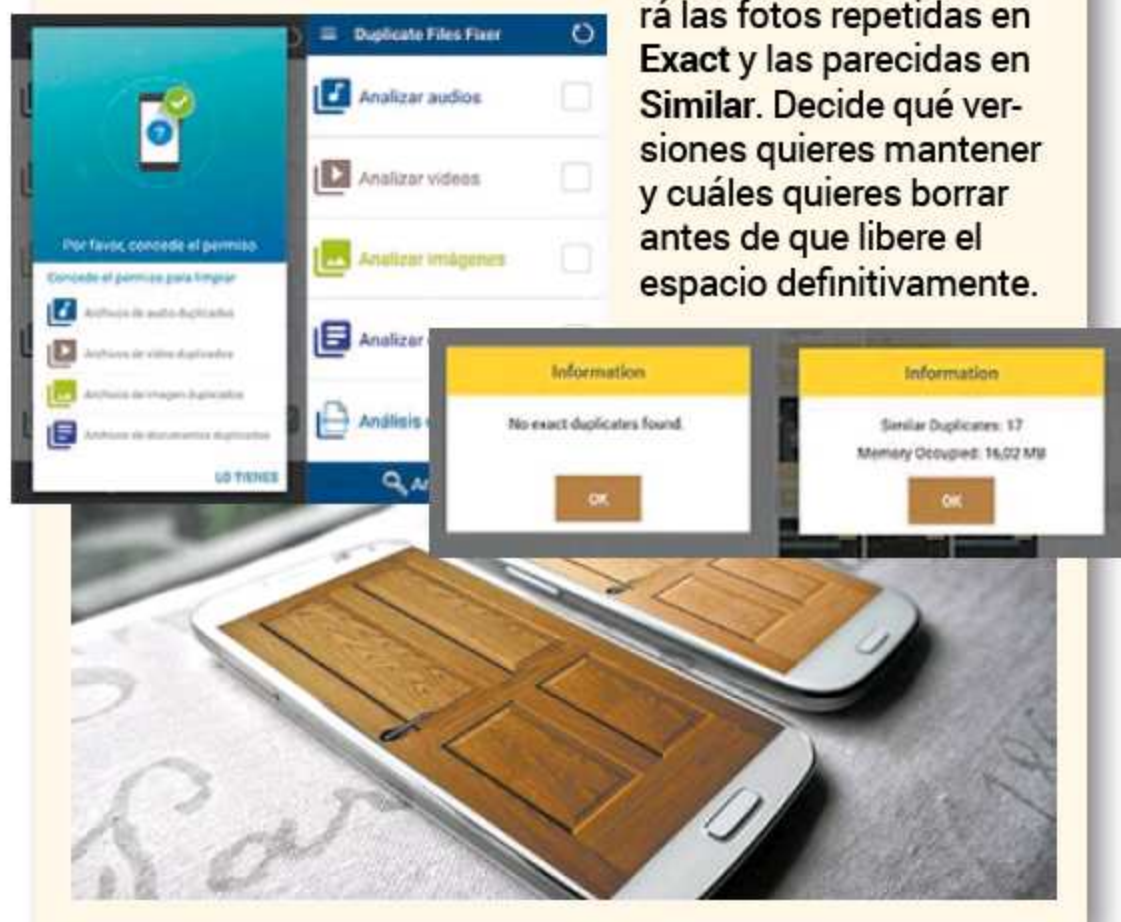 rá las fotos repetidas en
Exact y las parecidas en
Similar. Decide qué ver-
siones quieres mantener
y cuáles quieres borrar
antes de que libere el
espacio definitivamente.
Por favor, concede el permiso
Concede el permiso para limpiar
Archivos de audio duplicados
Archivos de vídeo duplicados
Archivos de imagen duplicados
Archivos de documentos duplicados
LO TIENES
Duplicate Files Fixer
Analizar audios
Analizar videos
Analizar imágenes
Analizar
Análisis
Information
No exact duplicates found.
OK
Information
Similar Duplicates: 17
Memory Occupied: 16,02 MB
OK